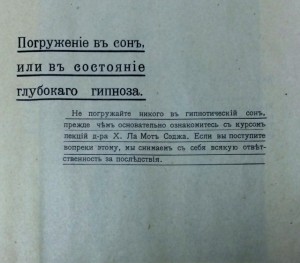 Погруженіе въ сонъ,
или въ состояніе
глубокаго гипноза.
Не погружайте никого въ гипнотическій сонъ,
прежде чѣмъ основательно ознакомитесь съ курсомъ
лекцій д-ра Х. Ла Мотъ Сэджа. Если вы поступите
вопреки этому, мы снимаемъ съ себя всякую отвѣт-
ственность за послѣдствія.